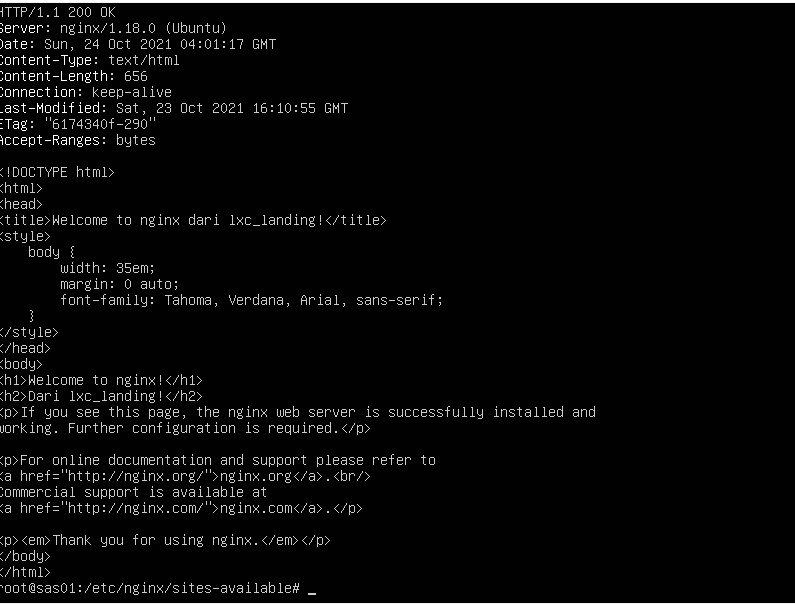 HTTP/1.1 200 OK
Server: nginx/1.18.0 (Ubuntu)
Date: Sun, 24 Oct 2021 04:01:17 GMT
Content-Type: text/html
Content-Length: 656
Connection: keep-alive
Last-Modified: Sat, 23 Oct 2021 16:10:55 GMT
ETag: "6174340f-290"
Accept-Ranges: bytes

<!DOCTYPE html>
<html>
<head>
<title>Welcome to nginx dari lxc_landing!</title>
<style>
    body {
        width: 35em;
        margin: 0 auto;
        font-family: Tahoma, Verdana, Arial, sans-serif;
    }
</style>
</head>
<body>
<h1>Welcome to nginx!</h1>
<h2>Dari lxc_landing!</h2>
<p>If you see this page, the nginx web server is successfully installed and
working. Further configuration is required.</p>

<p>For online documentation and support please refer to
<a href="http://nginx.org/">nginx.org</a>.<br/>
Commercial support is available at
<a href="http://nginx.com/">nginx.com</a>.</p>

<p><em>Thank you for using nginx.</em></p>
</body>
</html>
root@sas01:/etc/nginx/sites-available# _